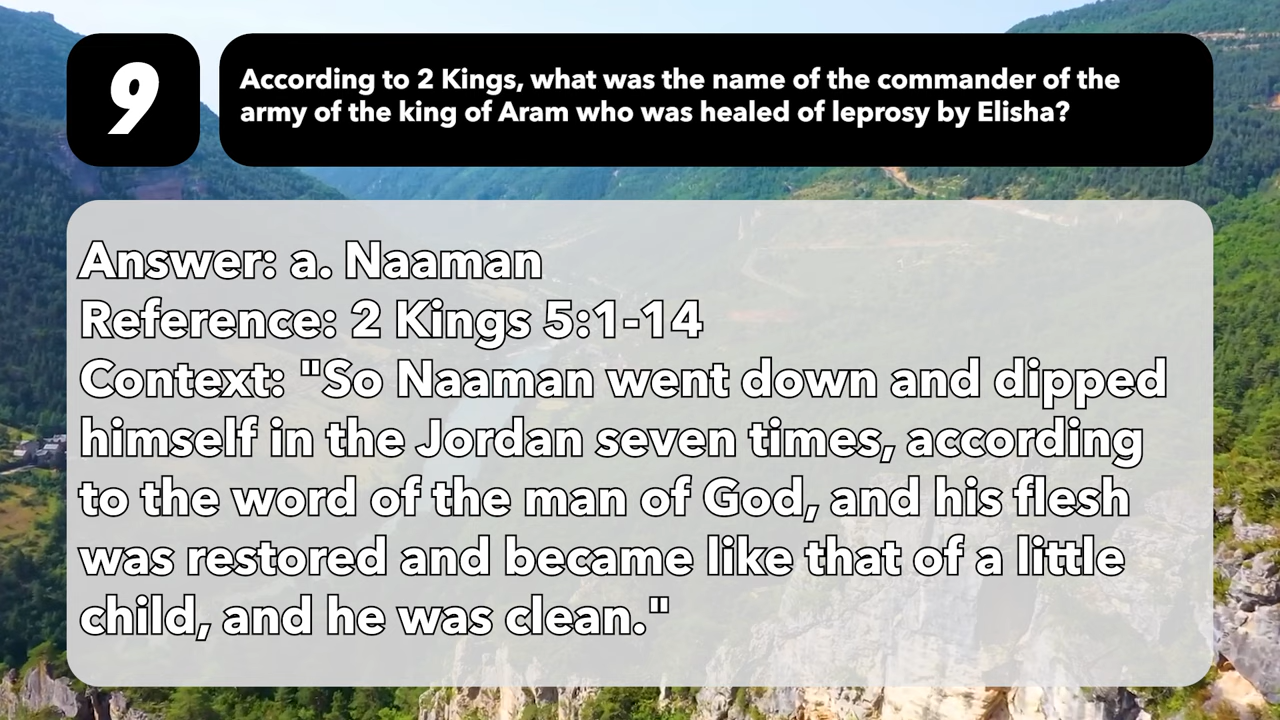 9
According to 2 Kings, what was the name of the commander of the
army of the king of Aram who was healed of leprosy by Elisha?
Answer: a. Naaman
Reference: 2 Kings 5:1-14
Context: "So Naaman went down and dipped
himself in the Jordan seven times, according
to the word of the man of God, and his flesh
was restored and became like that of a little
child, and he was clean."